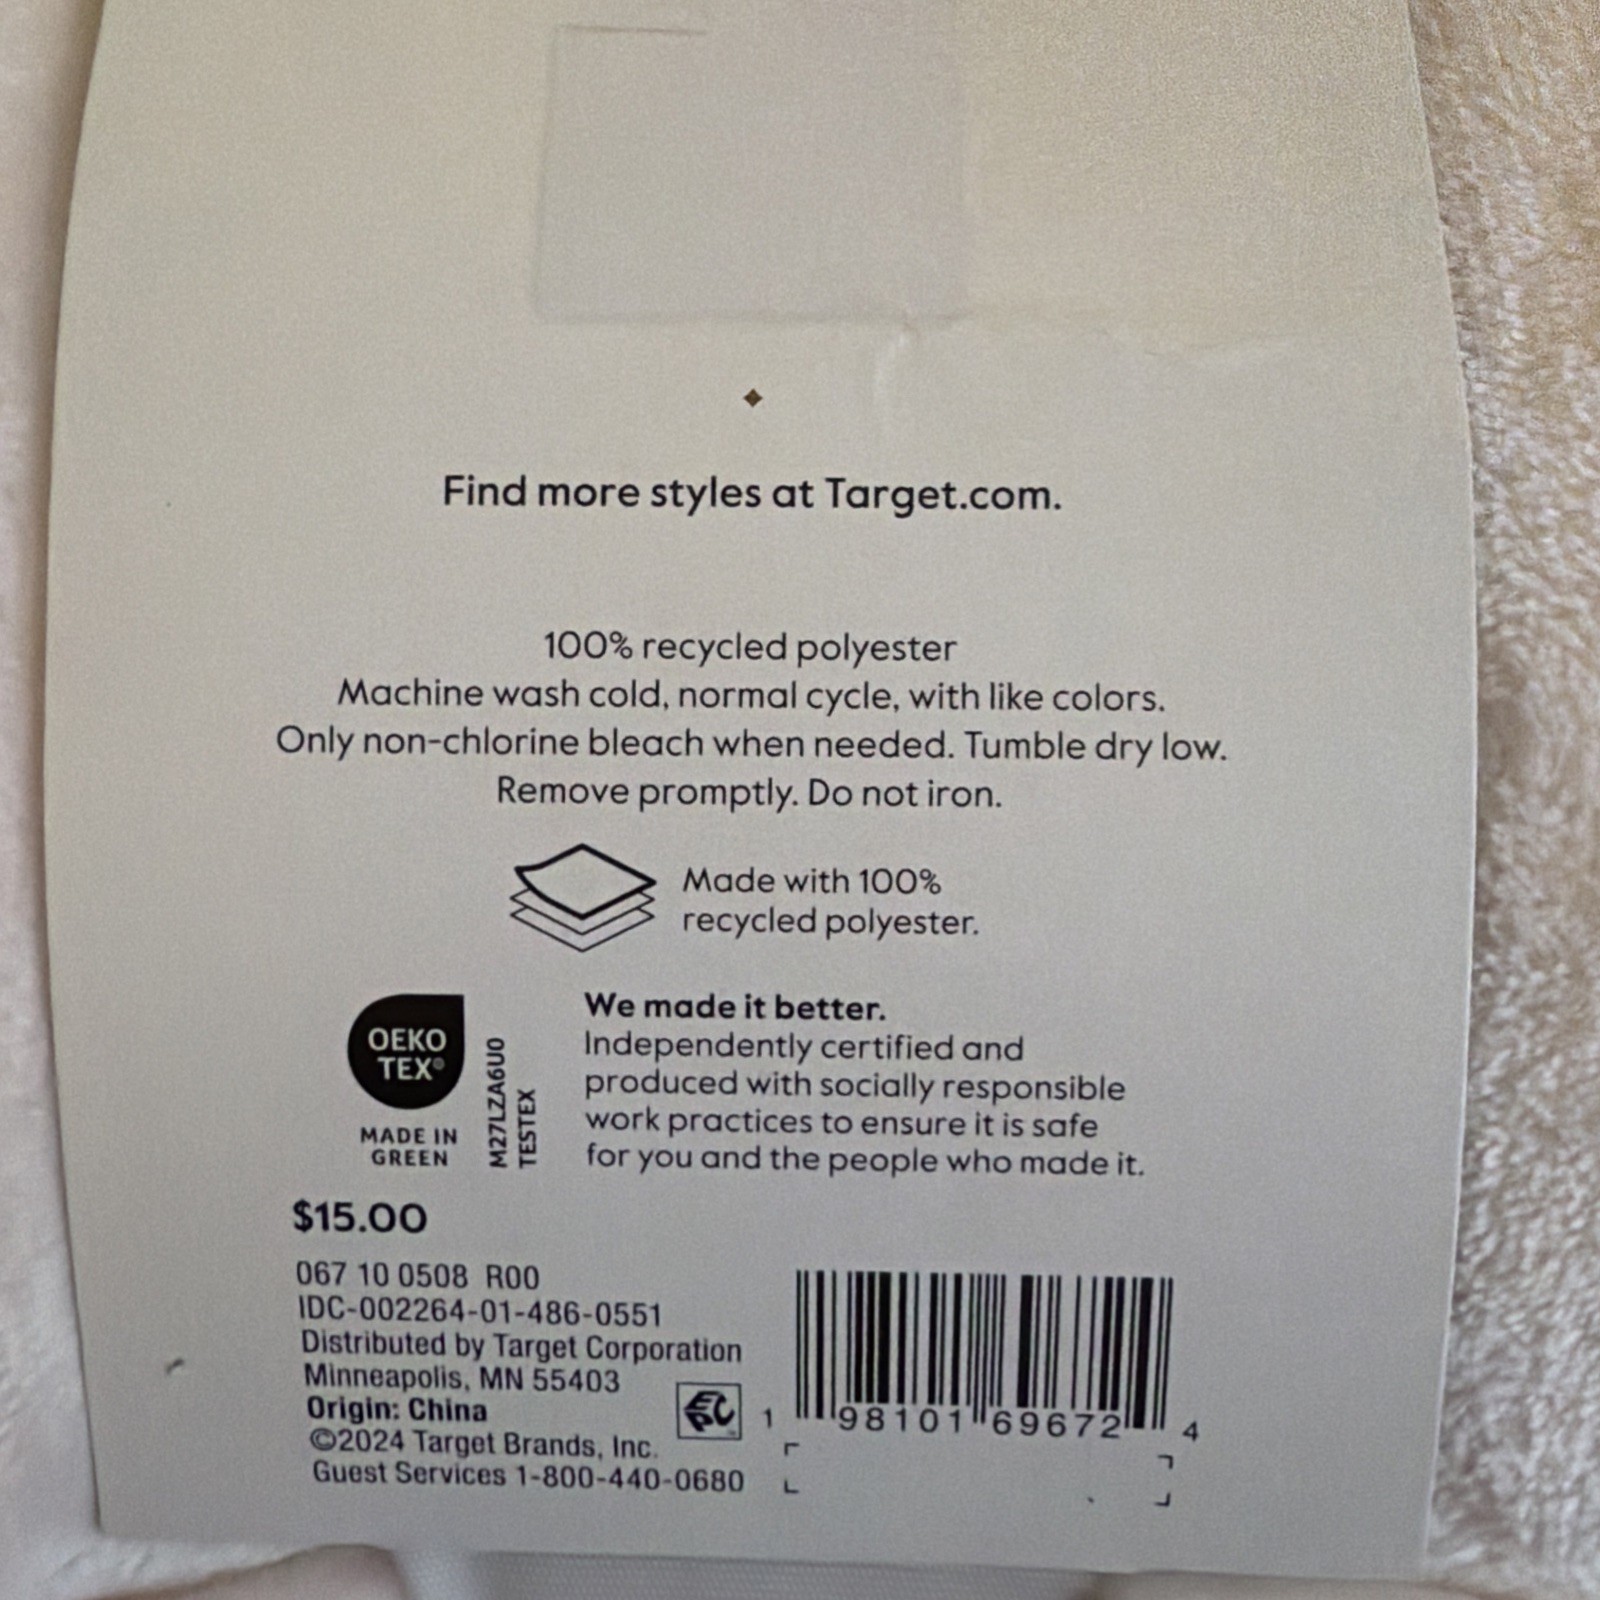 Find more styles at Target.com.
100% recycled polyester
Machine wash cold, normal cycle, with like colors.
Only non-chlorine bleach when needed. Tumble dry low.
Remove promptly. Do not iron.
Made with 100%
recycled polyester.
OEKO
TEX®
MADE IN
GREEN
M27LZA6U0
TESTEX
We made it better.
Independently certified and
produced with socially responsible
work practices to ensure it is safe
for you and the people who made it.
$15.00
067 10 0508 R00
IDC-002264-01-486-0551
Distributed by Target Corporation
Minneapolis, MN 55403
Origin: China
©2024 Target Brands, Inc.
Guest Services 1-800-440-0680
EPC
1 98101 69672 4